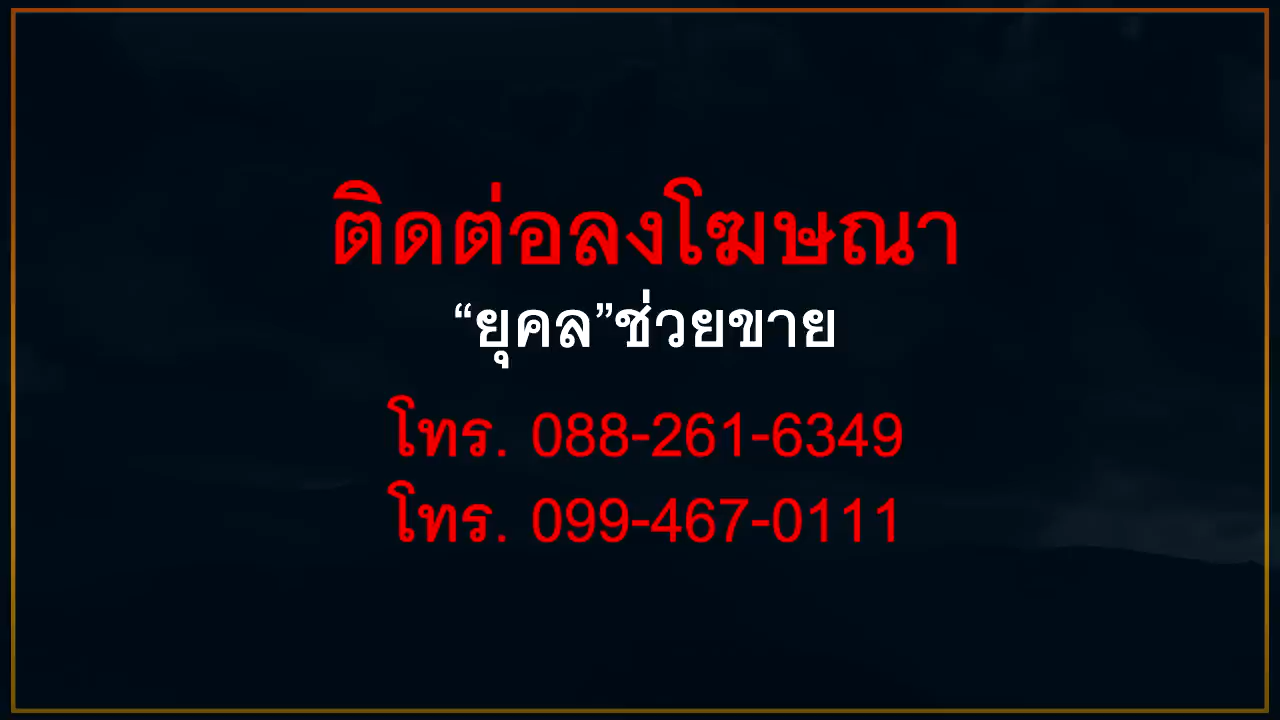 ติดต่อลงโฆษณา
“ยุคล”ช่วยขาย
โทร. 088-261-6349
โทร. 099-467-0111